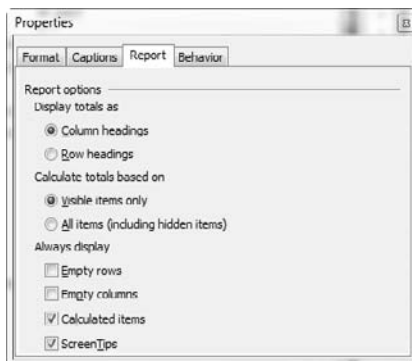 Properties
Format Captions Report Behavior
Report options
Display totals as
Column headings
Row headings
Calculate totals based on
Visible items only
All items (including hidden items)
Always display
Empty rows
Empty columns
Calculated items
ScreenTips